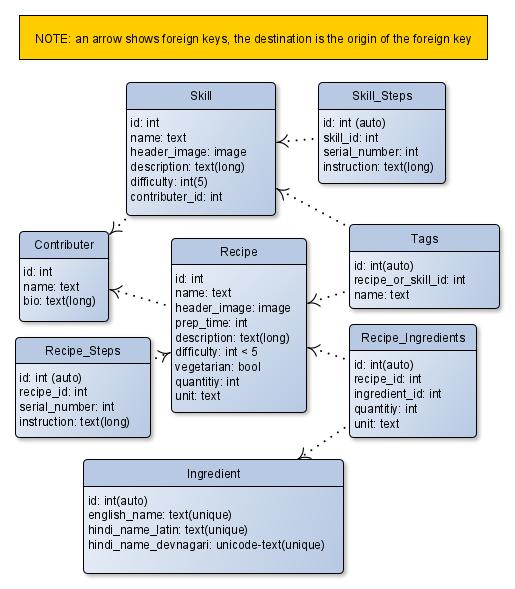 NOTE: an arrow shows foreign keys, the destination is the origin of the foreign key
Skill
id: int
name: text
header_image: image
description: text(long)
difficulty: int(5)
contributer_id: int
Skill_Steps
id: int (auto)
skill_id: int
serial_number: int
instruction: text(long)
Contributer
id: int
name: text
bio: text(long)
Recipe
id: int
name: text
header_image: image
prep_time: int
description: text(long)
difficulty: int < 5
vegetarian: bool
quantitiy: int
unit: text
Tags
id: int(auto)
recipe_or_skill_id: int
name: text
Recipe_Steps
id: int (auto)
recipe_id: int
serial_number: int
instruction: text(long)
Recipe_Ingredients
id: int(auto)
recipe_id: int
ingredient_id: int
quantitiy: int
unit: text
Ingredient
id: int(auto)
english_name: text(unique)
hindi_name_latin: text(unique)
hindi_name_devnagari: unicode-text(unique)